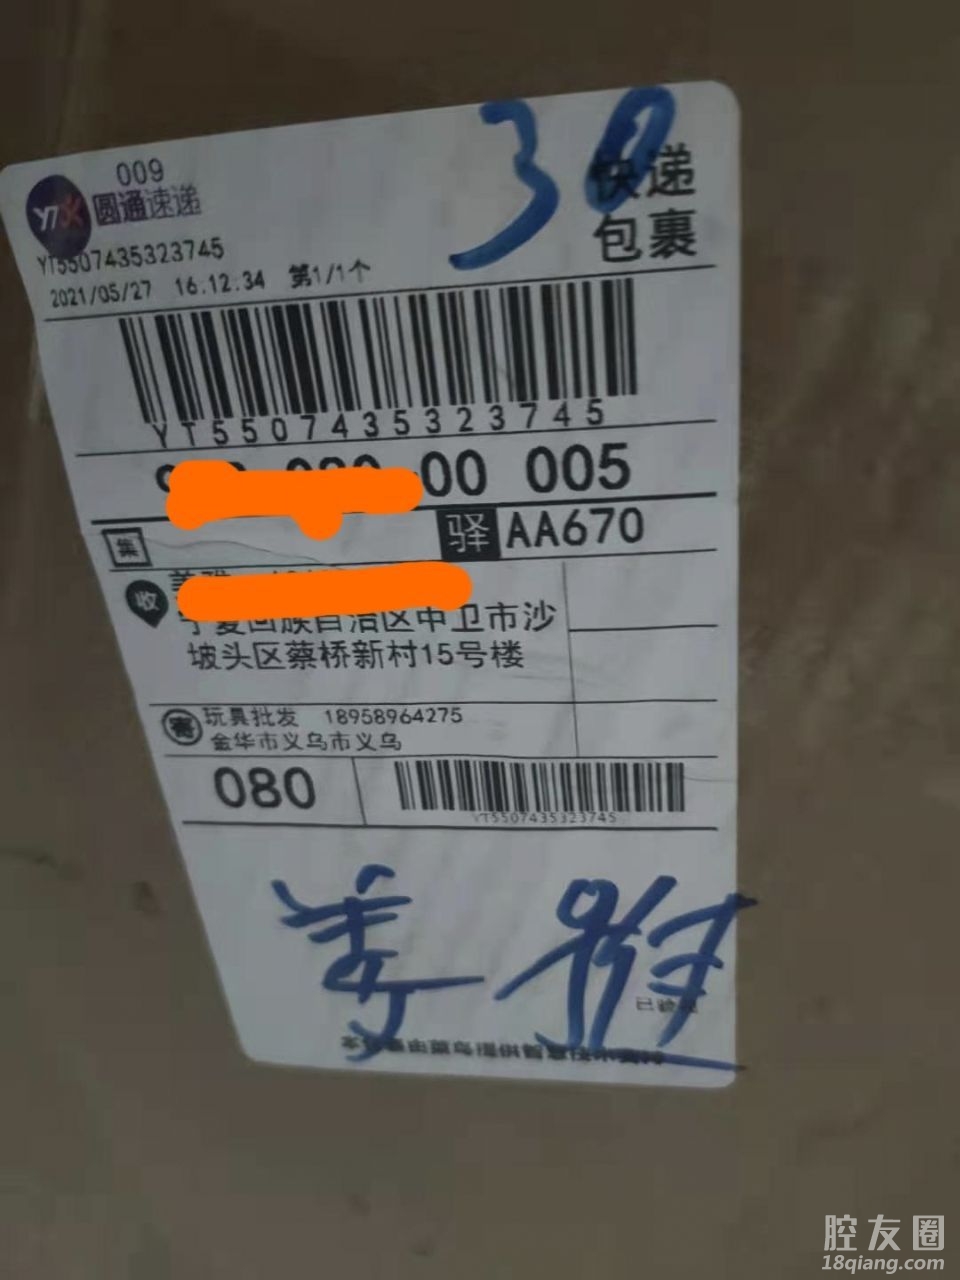 30
009
圆通速递
快递
包裹
YT5507435323745
2021/05/27 16:12:34 第1/1个
YT5507435323745
00 005
集
驿 AA670
收
宁夏回族自治区中卫市沙
坡头区蔡桥新村15号楼
寄 玩具批发 18958964275
金华市义乌市义乌
080
YT5507435323745
已验视
腔友圈
18qiang.com